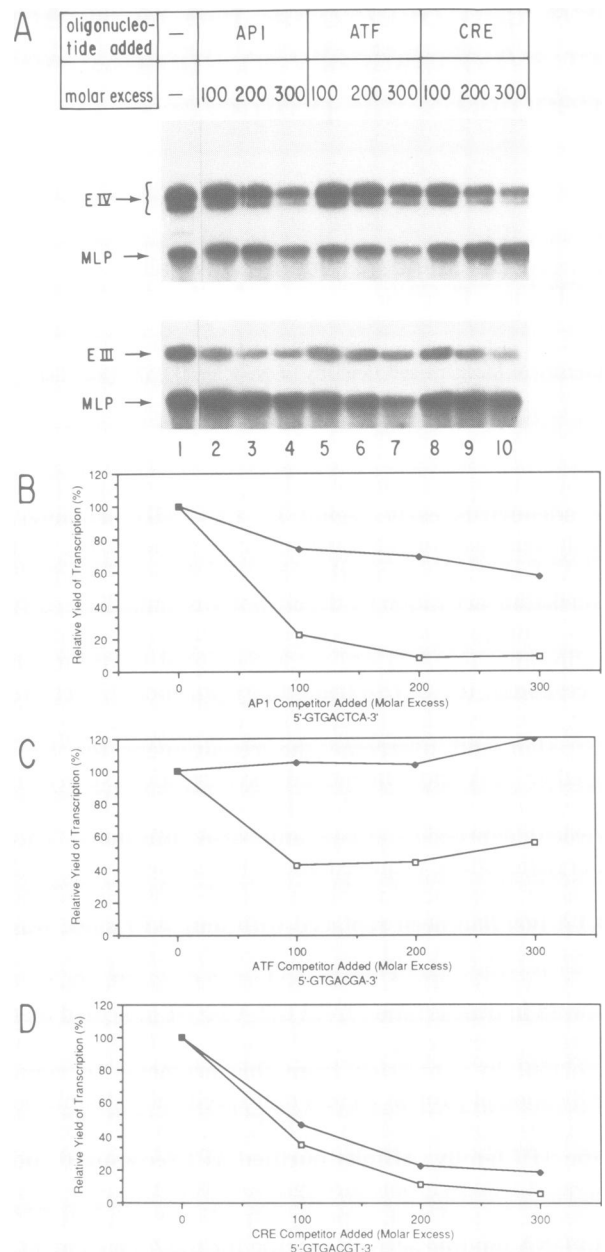 A
oligonucleo-
tide added
— API ATF CRE
molar excess — 100 200 300 100 200 300 100 200 300
E IV
MLP
E III
MLP
1 2 3 4 5 6 7 8 9 10
B
Relative Yield of Transcription (%)
120
100
80
60
40
20
0
0 100 200 300
AP1 Competitor Added (Molar Excess)
5'-GTGACTCA-3'
C
Relative Yield of Transcription (%)
120
100
80
60
40
20
0
0 100 200 300
ATF Competitor Added (Molar Excess)
5'-GTGACGA-3'
D
Relative Yield of Transcription (%)
120
100
80
60
40
20
0
0 100 200 300
CRE Competitor Added (Molar Excess)
5'-GTGACGT-3'